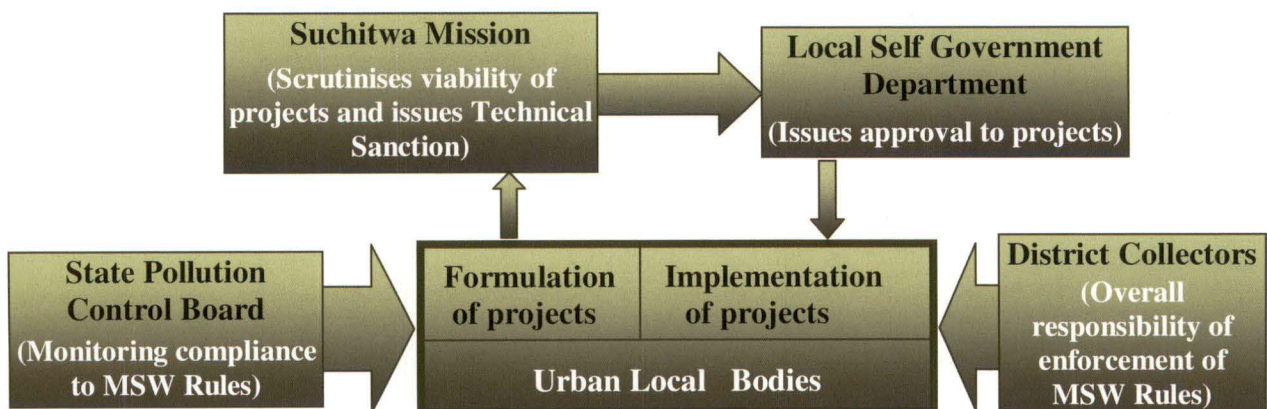 Suchitwa Mission
(Scrutinises viability of
projects and issues Technical
Sanction)
Local Self Government
Department
(Issues approval to projects)
State Pollution
Control Board
(Monitoring compliance
to MSW Rules)
Formulation
of projects
Implementation
of projects
Urban Local Bodies
District Collectors
(Overall
responsibility of
enforcement of
MSW Rules)